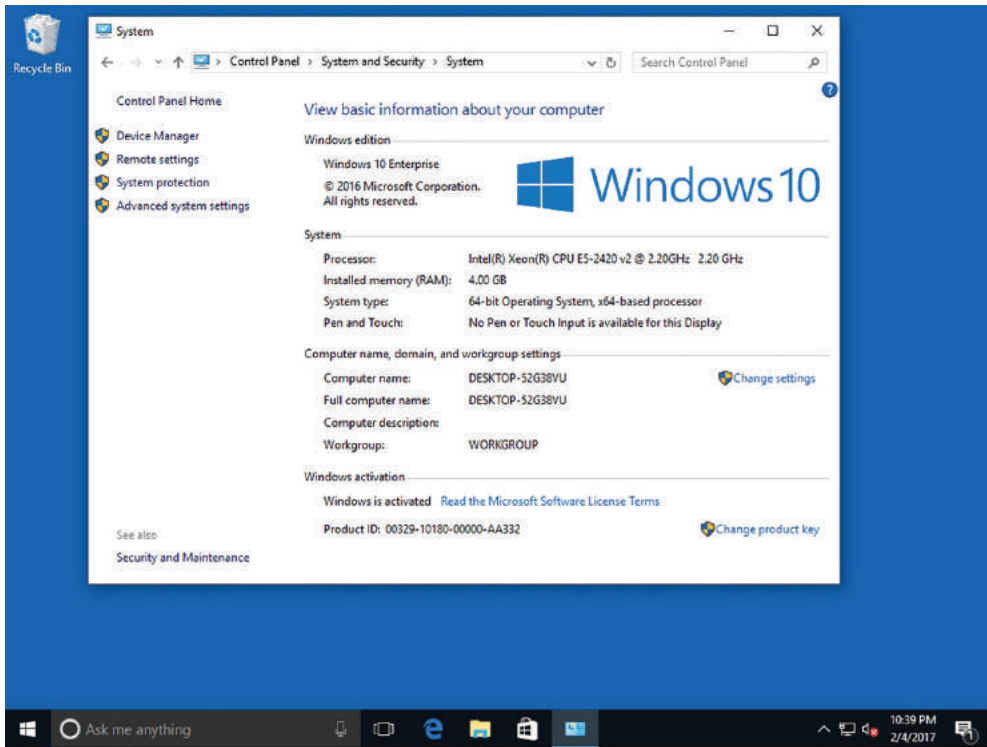 Recycle Bin
System
Control Panel › System and Security › System
Search Control Panel
Control Panel Home
Device Manager
Remote settings
System protection
Advanced system settings
See also
Security and Maintenance
View basic information about your computer
Windows edition
Windows 10 Enterprise
© 2016 Microsoft Corporation.
All rights reserved.
Windows 10
System
Processor: Intel(R) Xeon(R) CPU E5-2420 v2 @ 2.20GHz 2.20 GHz
Installed memory (RAM): 4.00 GB
System type: 64-bit Operating System, x64-based processor
Pen and Touch: No Pen or Touch Input is available for this Display
Computer name, domain, and workgroup settings
Computer name: DESKTOP-52G38VU Change settings
Full computer name: DESKTOP-52G38VU
Computer description:
Workgroup: WORKGROUP
Windows activation
Windows is activated Read the Microsoft Software License Terms
Product ID: 00329-10180-00000-AA332 Change product key
Ask me anything
10:39 PM
2/4/2017
1